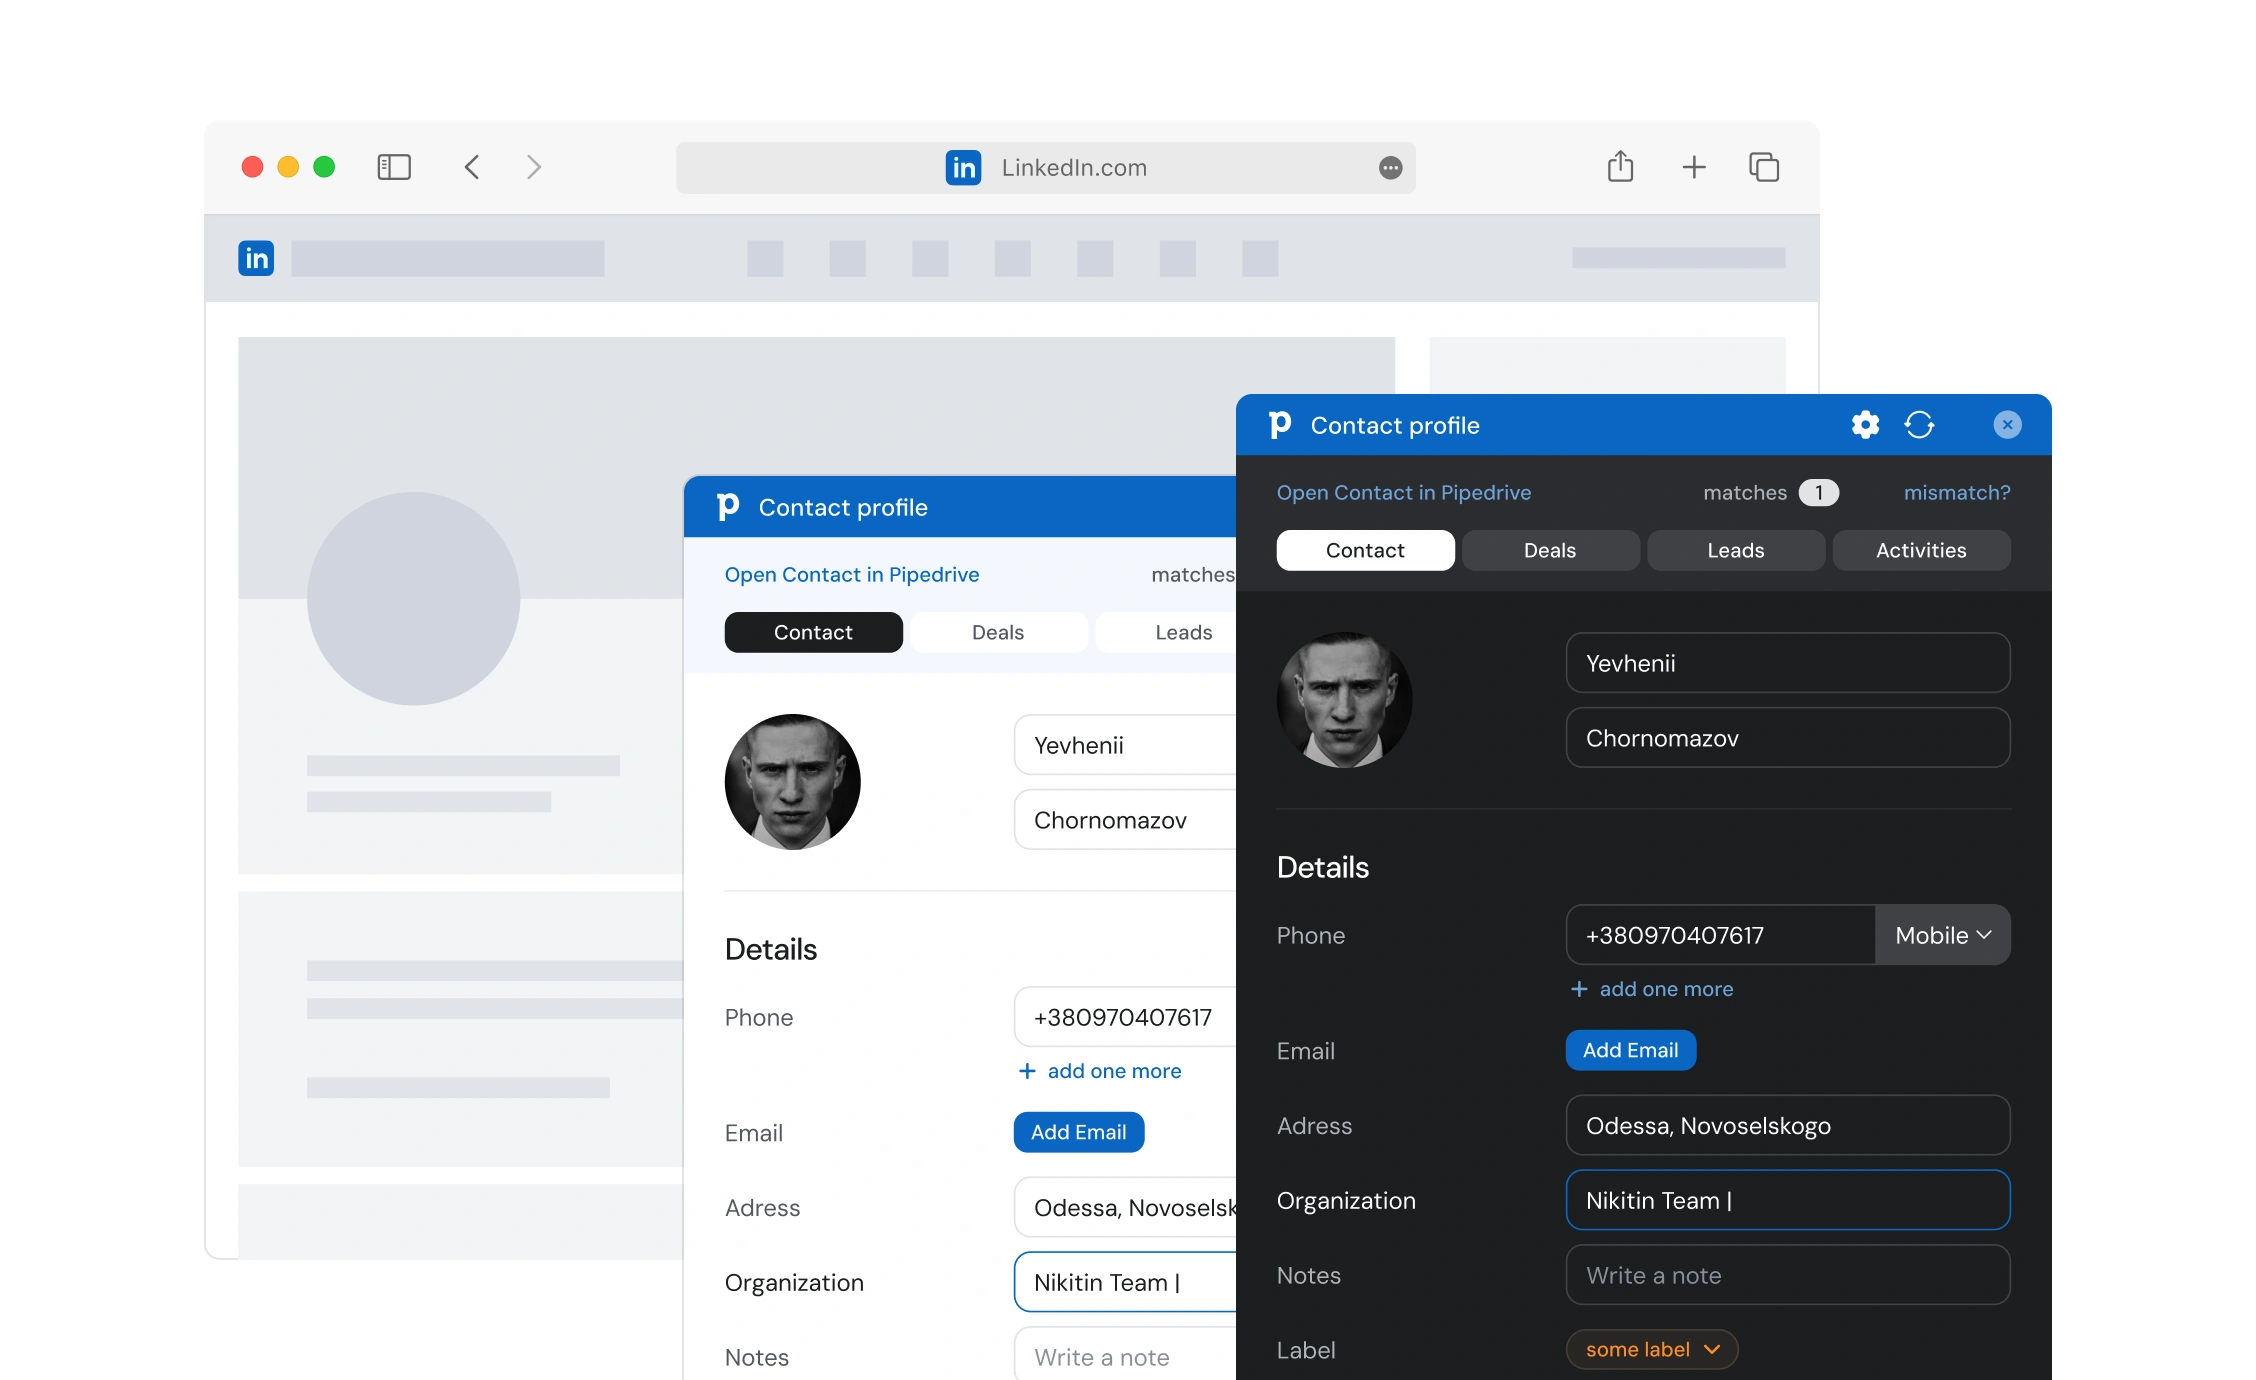 in LinkedIn.com
in
p Contact profile
Open Contact in Pipedrive matches
Contact Deals Leads
Yevhenii
Chornomazov
Details
Phone +380970407617
+ add one more
Email Add Email
Adress Odessa, Novoselsk
Organization Nikitin Team |
Notes Write a note
p Contact profile
Open Contact in Pipedrive matches 1 mismatch?
Contact Deals Leads Activities
Yevhenii
Chornomazov
Details
Phone +380970407617 Mobile
+ add one more
Email Add Email
Adress Odessa, Novoselskogo
Organization Nikitin Team |
Notes Write a note
Label some label